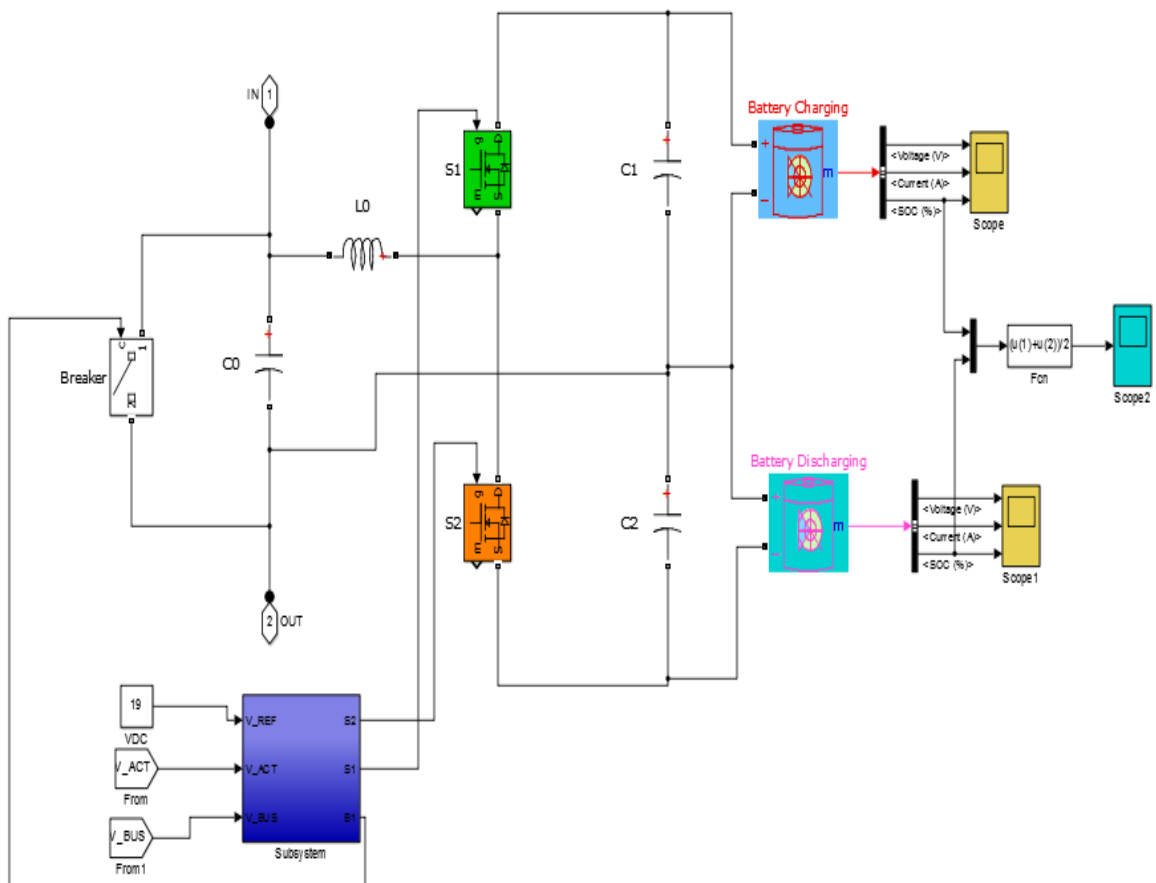 IN 1
Battery Charging
g D
S1
m S
C1
+
m
−
<Voltage (V)>
<Current (A)>
<SOC (%)>
Scope
L0
c 1
Breaker
2
C0
(u(1)+u(2))/2
Fcn
Scope2
Battery Discharging
g D
S2
m S
C2
+
m
−
<Voltage (V)>
<Current (A)>
<SOC (%)>
Scope1
2 OUT
19
VDC
V_REF
S2
V_ACT
From
V_ACT
S1
V_BUS
From1
V_BUS
B1
Subsystem